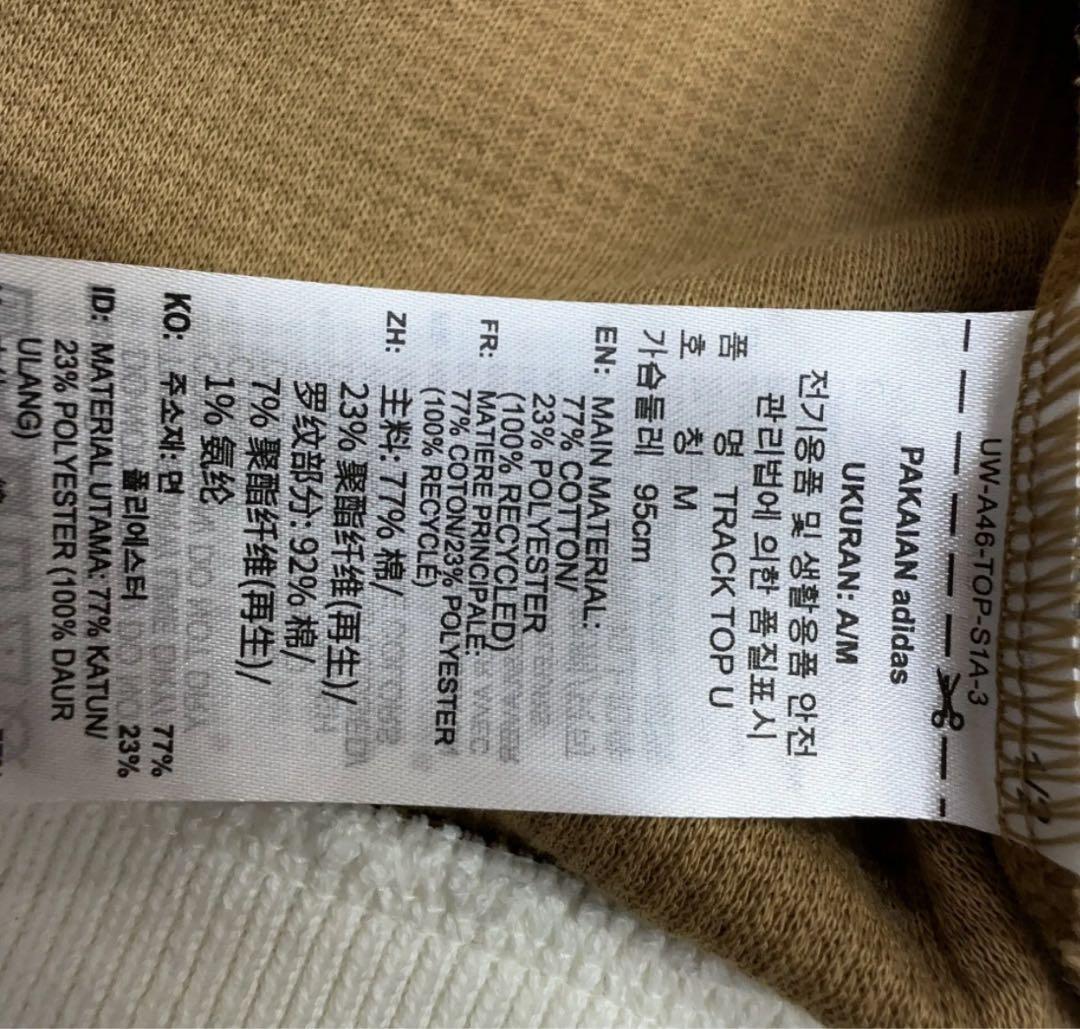 UW-A46-TOP-S1A-3
1/2
PAKAIAN adidas
UKURAN: A/M
전기용품 및 생활용품 안전
관리법에 의한 품질표시
품 명 TRACK TOP U
호 칭 M
가슴둘레 95cm
EN: MAIN MATERIAL:
77% COTTON/
23% POLYESTER
(100% RECYCLED)
FR: MATIERE PRINCIPALE:
77% COTON/23% POLYESTER
(100% RECYCLÉ)
ZH: 主料: 77% 棉/
23% 聚酯纤维(再生)/
罗纹部分: 92% 棉/
7% 聚酯纤维(再生)/
1% 氨纶
KO: 주소재: 면 77%
폴리에스터 23%
ID: MATERIAL UTAMA: 77% KATUN/
23% POLYESTER (100% DAUR
ULANG)